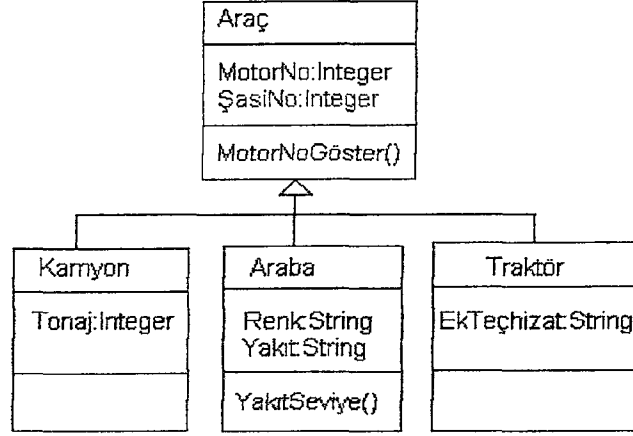 Araç
MotorNo:Integer
ŞasiNo:Integer
MotorNoGöster()
Kamyon
Tonaj:Integer
Araba
Renk:String
Yakıt:String
YakıtSeviye()
Traktör
EkTeçhizat:String